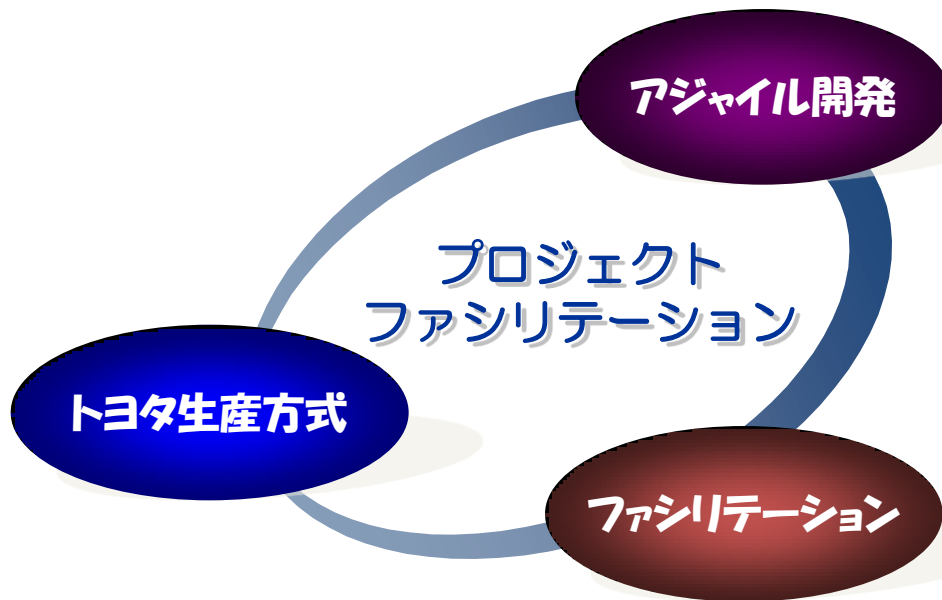 アジャイル開発
プロジェクト
ファシリテーション
トヨタ生産方式
ファシリテーション